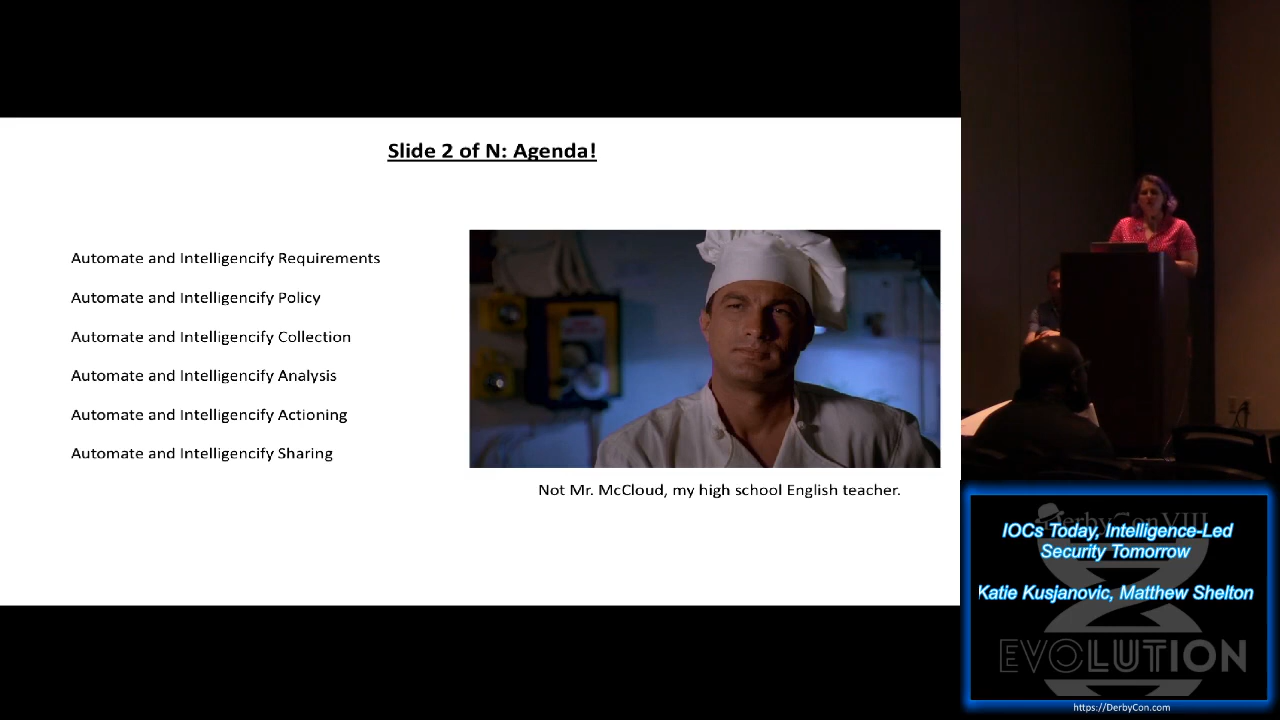 Slide 2 of N: Agenda!
Automate and Intelligencify Requirements
Automate and Intelligencify Policy
Automate and Intelligencify Collection
Automate and Intelligencify Analysis
Automate and Intelligencify Actioning
Automate and Intelligencify Sharing
Not Mr. McCloud, my high school English teacher.
DerbyCon VIII
IOCs Today, Intelligence-Led
Security Tomorrow
Katie Kusjanovic, Matthew Shelton
EVOLUTION
https://DerbyCon.com